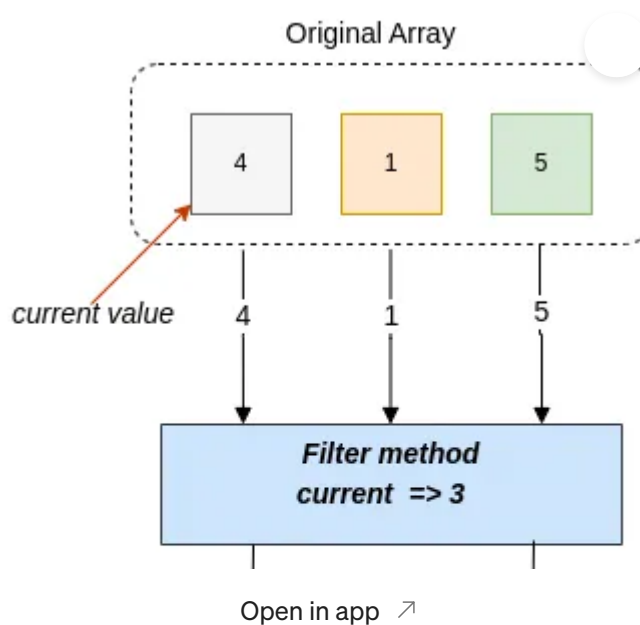 Original Array
4 1 5
current value 4 1 5
Filter method
current => 3
Open in app